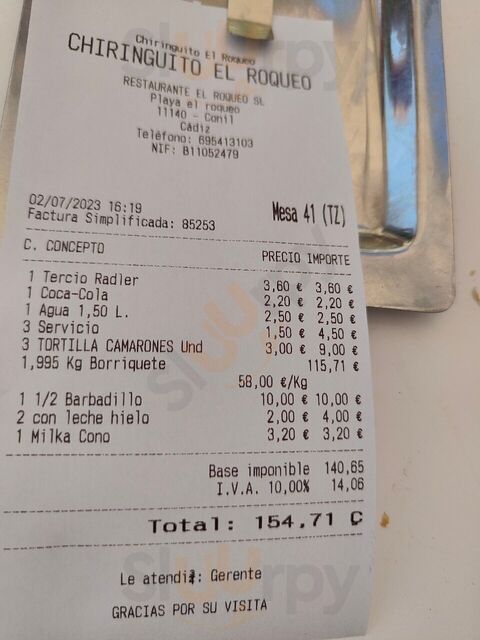 Chiringuito El Roqueo
CHIRINGUITO EL ROQUEO
RESTAURANTE EL ROQUEO SL
Playa el roqueo
11140 - Conil
Cádiz
Teléfono: 695413103
NIF: B11052479
02/07/2023 16:19 Mesa 41 (TZ)
Factura Simplificada: 85253
C. CONCEPTO PRECIO IMPORTE
1 Tercio Radler 3,60 € 3,60 €
1 Coca-Cola 2,20 € 2,20 €
1 Agua 1,50 L. 2,50 € 2,50 €
3 Servicio 1,50 € 4,50 €
3 TORTILLA CAMARONES Und 3,00 € 9,00 €
1,995 Kg Borriquete 115,71 €
58,00 €/Kg
1 1/2 Barbadillo 10,00 € 10,00 €
2 con leche hielo 2,00 € 4,00 €
1 Milka Cono 3,20 € 3,20 €
Base imponible 140,65
I.V.A. 10,00% 14,06
Total: 154,71 €
Le atendió: Gerente
GRACIAS POR SU VISITA
sluurpy
sluurpy
sluurpy